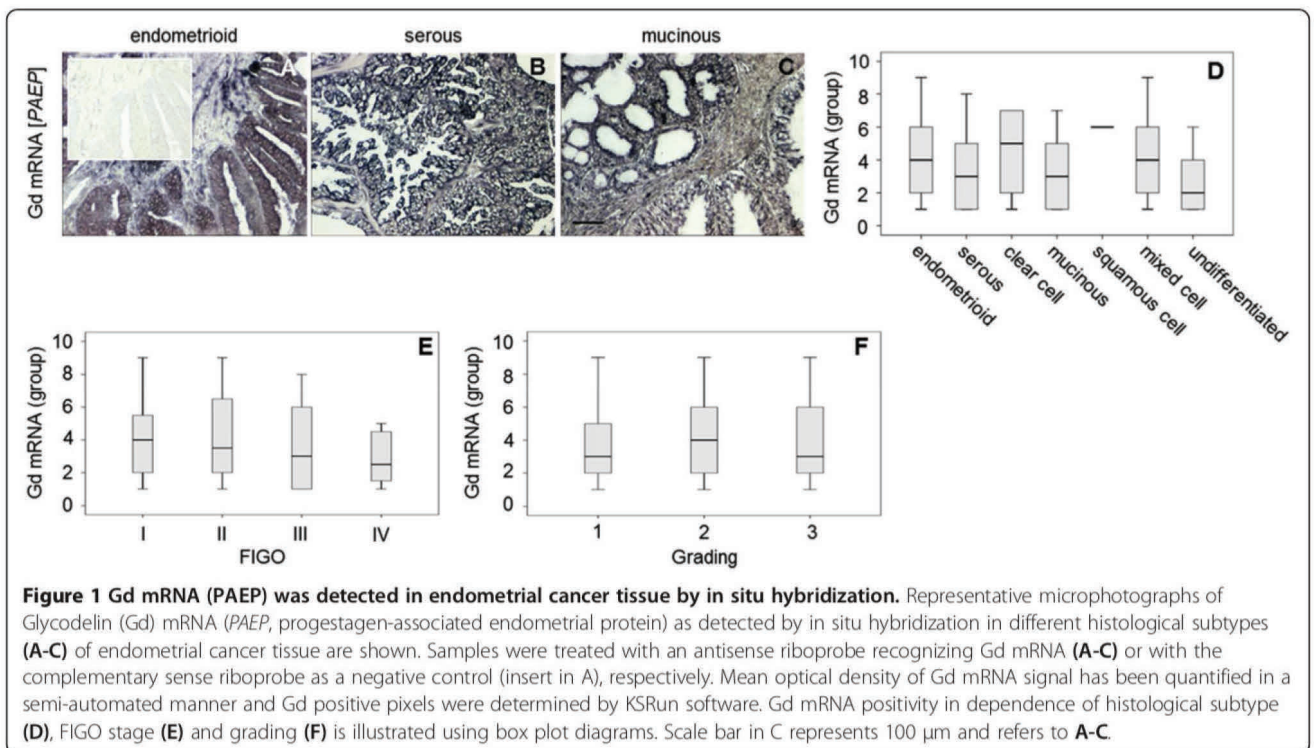 endometrioid serous mucinous
Gd mRNA [PAEP]
A
B
C
D
Gd mRNA (group)
10
8
6
4
2
0
endometrioid
serous
clear cell
mucinous
squamous cell
mixed cell
undifferentiated
E
Gd mRNA (group)
10
8
6
4
2
0
I II III IV
FIGO
F
Gd mRNA (group)
10
8
6
4
2
0
1 2 3
Grading
Figure 1 Gd mRNA (PAEP) was detected in endometrial cancer tissue by in situ hybridization. Representative microphotographs of
Glycodelin (Gd) mRNA (PAEP, progestagen-associated endometrial protein) as detected by in situ hybridization in different histological subtypes
(A-C) of endometrial cancer tissue are shown. Samples were treated with an antisense riboprobe recognizing Gd mRNA (A-C) or with the
complementary sense riboprobe as a negative control (insert in A), respectively. Mean optical density of Gd mRNA signal has been quantified in a
semi-automated manner and Gd positive pixels were determined by KSRun software. Gd mRNA positivity in dependence of histological subtype
(D), FIGO stage (E) and grading (F) is illustrated using box plot diagrams. Scale bar in C represents 100 μm and refers to A-C.